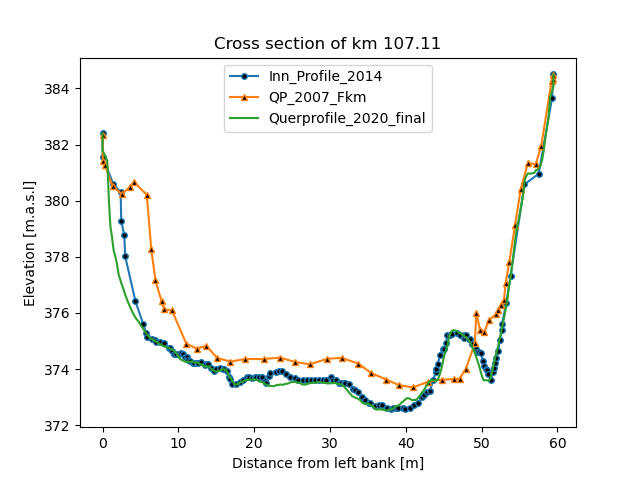 Cross section of km 107.11
Inn_Profile_2014
QP_2007_Fkm
Querprofile_2020_final
Elevation [m.a.s.l]
384
382
380
378
376
374
372
0 10 20 30 40 50 60
Distance from left bank [m]